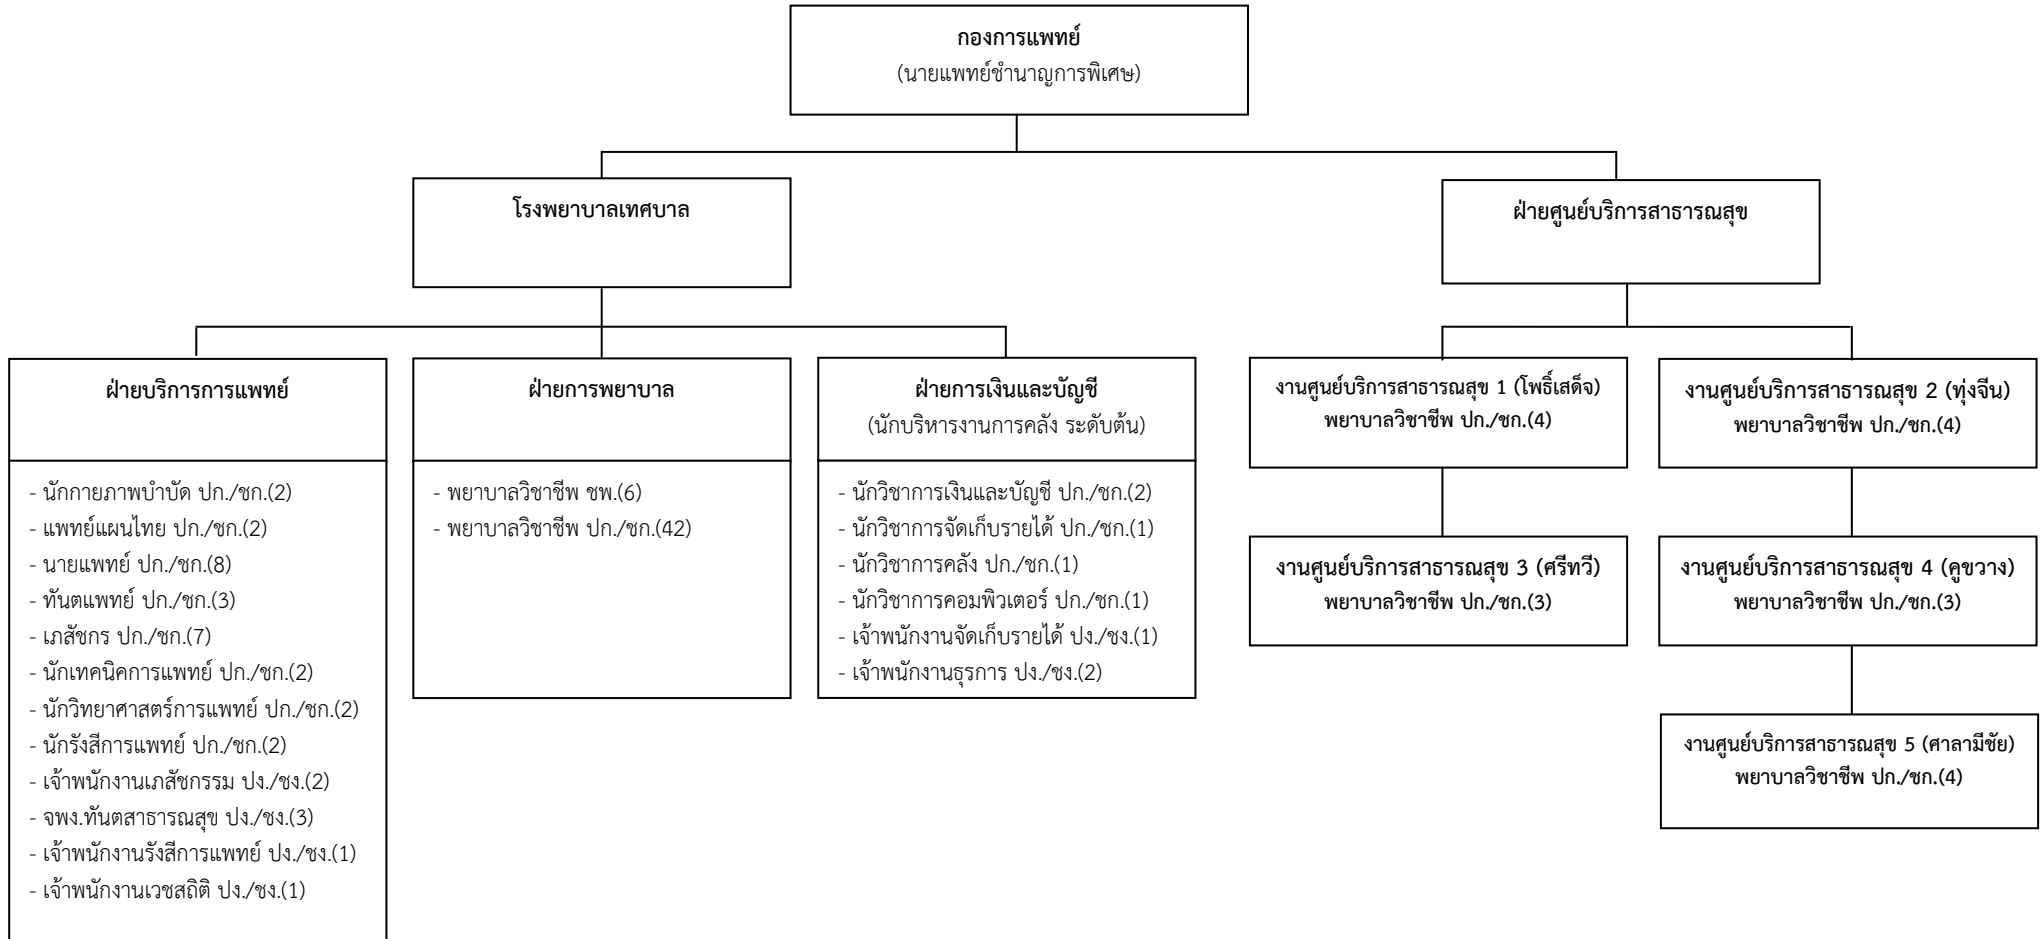 กองการแพทย์
(นายแพทย์ชำนาญการพิเศษ)
โรงพยาบาลเทศบาล
ฝ่ายศูนย์บริการสาธารณสุข
ฝ่ายบริการการแพทย์
- นักกายภาพบำบัด ปก./ชก.(2)
- แพทย์แผนไทย ปก./ชก.(2)
- นายแพทย์ ปก./ชก.(8)
- ทันตแพทย์ ปก./ชก.(3)
- เภสัชกร ปก./ชก.(7)
- นักเทคนิคการแพทย์ ปก./ชก.(2)
- นักวิทยาศาสตร์การแพทย์ ปก./ชก.(2)
- นักรังสีการแพทย์ ปก./ชก.(2)
- เจ้าพนักงานเภสัชกรรม ปง./ชง.(2)
- จพง.ทันตสาธารณสุข ปง./ชง.(3)
- เจ้าพนักงานรังสีการแพทย์ ปง./ชง.(1)
- เจ้าพนักงานเวชสถิติ ปง./ชง.(1)
ฝ่ายการพยาบาล
- พยาบาลวิชาชีพ ชพ.(6)
- พยาบาลวิชาชีพ ปก./ชก.(42)
ฝ่ายการเงินและบัญชี
(นักบริหารงานการคลัง ระดับต้น)
- นักวิชาการเงินและบัญชี ปก./ชก.(2)
- นักวิชาการจัดเก็บรายได้ ปก./ชก.(1)
- นักวิชาการคลัง ปก./ชก.(1)
- นักวิชาการคอมพิวเตอร์ ปก./ชก.(1)
- เจ้าพนักงานจัดเก็บรายได้ ปง./ชง.(1)
- เจ้าพนักงานธุรการ ปง./ชง.(2)
งานศูนย์บริการสาธารณสุข 1 (โพธิ์เสด็จ)
พยาบาลวิชาชีพ ปก./ชก.(4)
งานศูนย์บริการสาธารณสุข 2 (ทุ่งจีน)
พยาบาลวิชาชีพ ปก./ชก.(4)
งานศูนย์บริการสาธารณสุข 3 (ศรีทวี)
พยาบาลวิชาชีพ ปก./ชก.(3)
งานศูนย์บริการสาธารณสุข 4 (คูขวาง)
พยาบาลวิชาชีพ ปก./ชก.(3)
งานศูนย์บริการสาธารณสุข 5 (ศาลามีชัย)
พยาบาลวิชาชีพ ปก./ชก.(4)